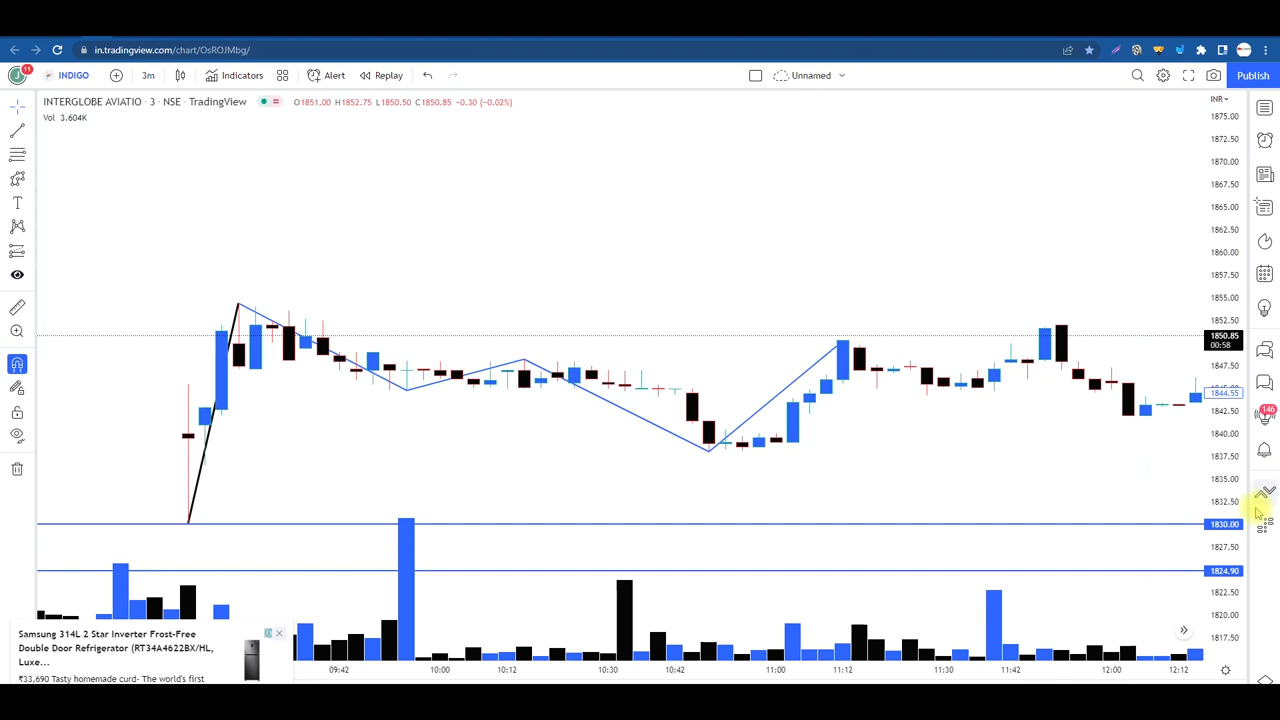 in.tradingview.com/chart/OsROJMbg/
J 11 INDIGO 3m Indicators Alert Replay Unnamed Publish
INTERGLOBE AVIATIO · 3 · NSE · TradingView O1851.00 H1852.75 L1850.50 C1850.85 -0.30 (-0.02%)
Vol 3.604K
INR
1875.00
1872.50
1870.00
1867.50
1865.00
1862.50
1860.00
1857.50
1855.00
1852.50
1850.85
00:58
1847.50
1844.55
1842.50
1840.00
1837.50
1835.00
1832.50
1830.00
1827.50
1824.90
1822.50
1820.00
1817.50
146
Samsung 314L 2 Star Inverter Frost-Free
Double Door Refrigerator (RT34A4622BX/HL,
Luxe...
₹33,690 Tasty homemade curd- The world's first
09:42 10:00 10:12 10:30 10:42 11:00 11:12 11:30 11:42 12:00 12:12